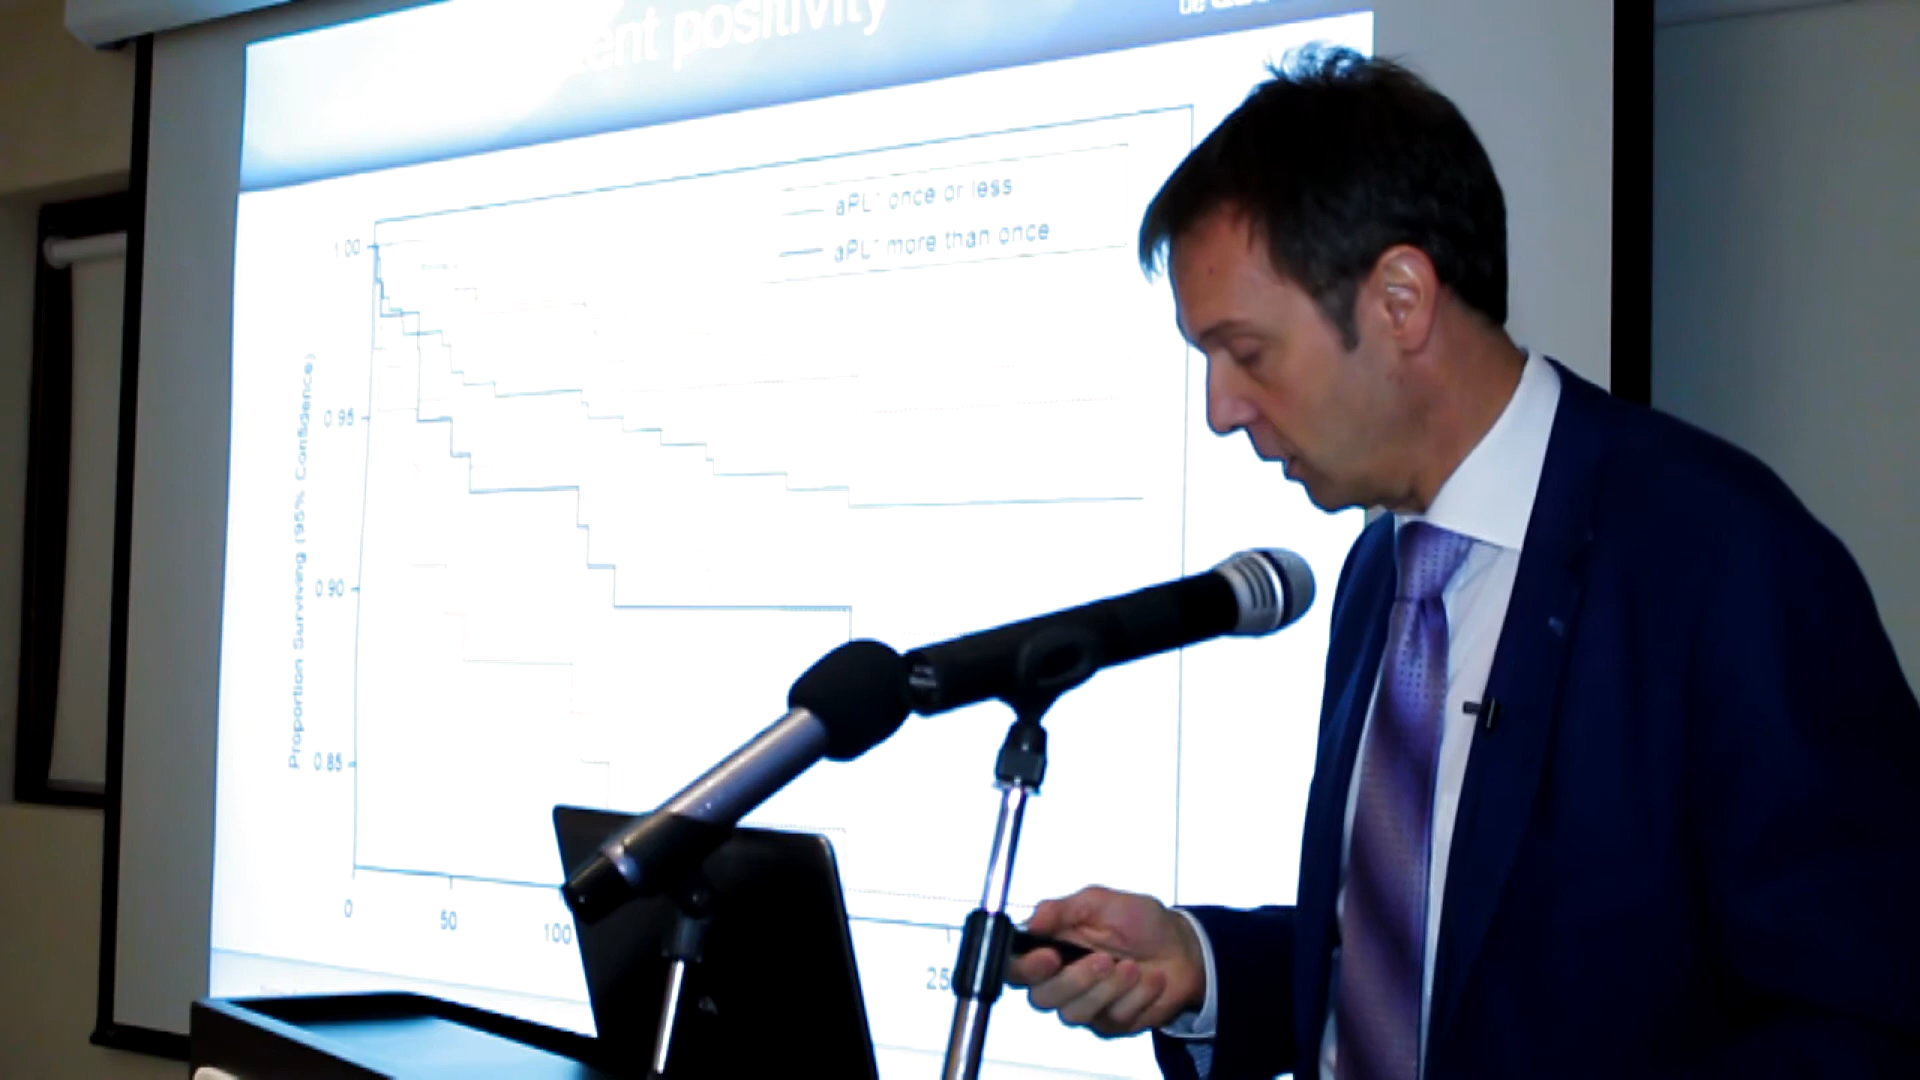 positivity
de
aPL⁺ once or less
aPL⁺ more than once
1.00
0.95
0.90
0.85
Proportion Surviving (95% Confidence)
0
50
100